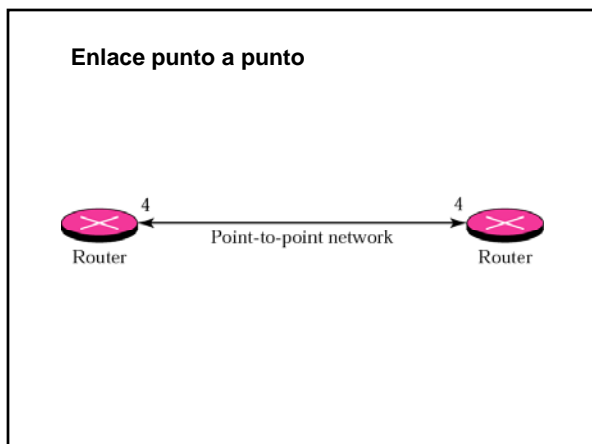 Enlace punto a punto
4 4
Point-to-point network
Router Router